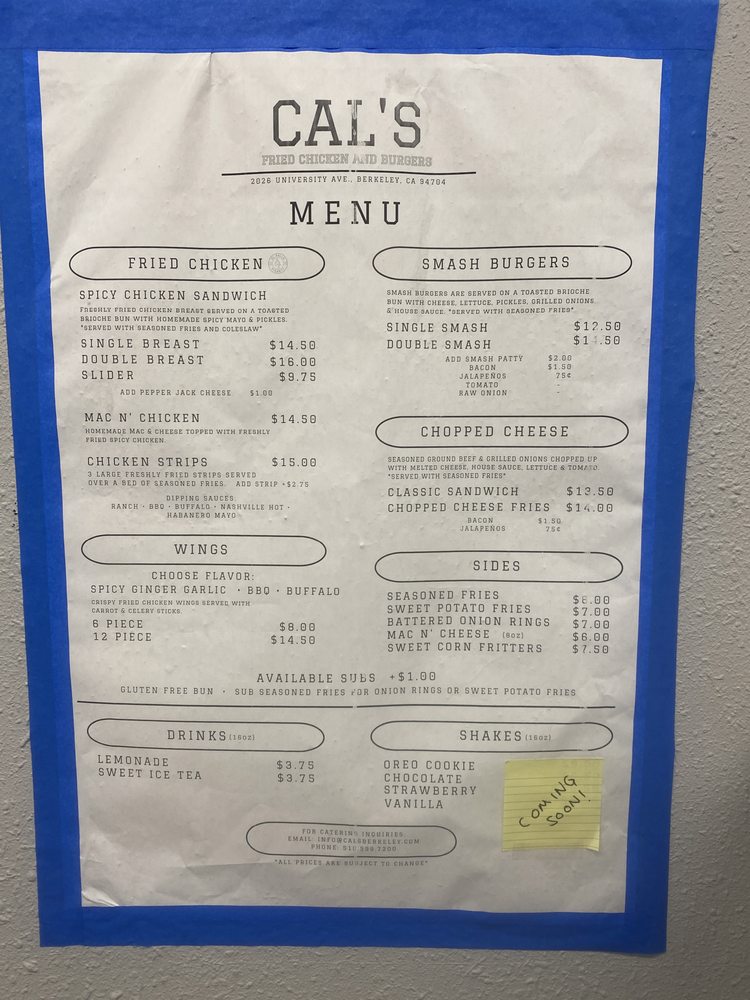 CAL'S
FRIED CHICKEN AND BURGERS
2026 UNIVERSITY AVE., BERKELEY, CA 94704
MENU
FRIED CHICKEN
SPICY CHICKEN SANDWICH
FRESHLY FRIED CHICKEN BREAST SERVED ON A TOASTED
BRIOCHE BUN WITH HOMEMADE SPICY MAYO & PICKLES.
*SERVED WITH SEASONED FRIES AND COLESLAW*
SINGLE BREAST $14.50
DOUBLE BREAST $16.00
SLIDER $9.75
ADD PEPPER JACK CHEESE $1.00
MAC N' CHICKEN $14.50
HOMEMADE MAC & CHEESE TOPPED WITH FRESHLY
FRIED SPICY CHICKEN.
CHICKEN STRIPS $15.00
3 LARGE FRESHLY FRIED STRIPS SERVED
OVER A BED OF SEASONED FRIES. ADD STRIP +$2.75
DIPPING SAUCES:
RANCH • BBQ • BUFFALO • NASHVILLE HOT •
HABANERO MAYO
WINGS
CHOOSE FLAVOR:
SPICY GINGER GARLIC • BBQ • BUFFALO
CRISPY FRIED CHICKEN WINGS SERVED WITH
CARROT & CELERY STICKS.
6 PIECE $8.00
12 PIECE $14.50
SMASH BURGERS
SMASH BURGERS ARE SERVED ON A TOASTED BRIOCHE
BUN WITH CHEESE, LETTUCE, PICKLES, GRILLED ONIONS
& HOUSE SAUCE. *SERVED WITH SEASONED FRIES*
SINGLE SMASH $12.50
DOUBLE SMASH
ADD SMASH PATTY $2.00
BACON $1.50
JALAPEÑOS 75¢
TOMATO -
RAW ONION -
CHOPPED CHEESE
SEASONED GROUND BEEF & GRILLED ONIONS CHOPPED UP
WITH MELTED CHEESE, HOUSE SAUCE, LETTUCE & TOMATO.
*SERVED WITH SEASONED FRIES*
CLASSIC SANDWICH $13.50
CHOPPED CHEESE FRIES $14.00
BACON $1.50
JALAPEÑOS 75¢
SIDES
SEASONED FRIES
SWEET POTATO FRIES $7.00
BATTERED ONION RINGS $7.00
MAC N' CHEESE (8OZ) $6.00
SWEET CORN FRITTERS $7.50
AVAILABLE SUBS +$1.00
GLUTEN FREE BUN • SUB SEASONED FRIES FOR ONION RINGS OR SWEET POTATO FRIES
DRINKS (16OZ)
LEMONADE $3.75
SWEET ICE TEA $3.75
SHAKES (16OZ)
OREO COOKIE
CHOCOLATE
STRAWBERRY
VANILLA
COMING
SOON!
FOR CATERING INQUIRIES:
EMAIL: INFO@CALSBERKELEY.COM
PHONE: 510.990.7200
*ALL PRICES ARE SUBJECT TO CHANGE*